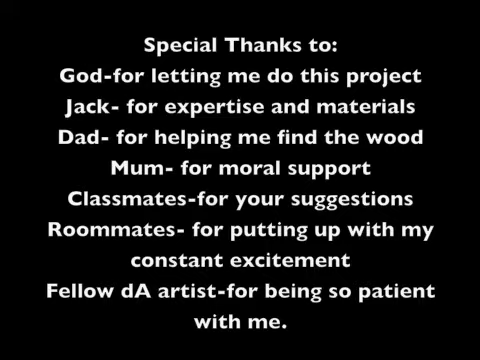 Special Thanks to:
God-for letting me do this project
Jack- for expertise and materials
Dad- for helping me find the wood
Mum- for moral support
Classmates-for your suggestions
Roommates- for putting up with my
constant excitement
Fellow dA artist-for being so patient
with me.